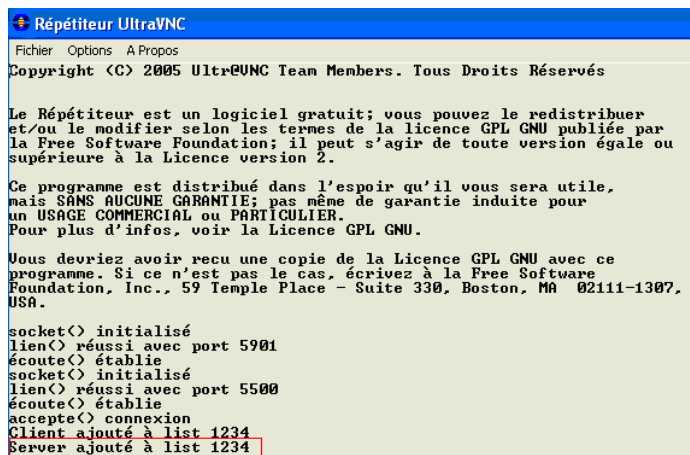 Répétiteur UltraVNC
Fichier Options A Propos
Copyright (C) 2005 Ultr@VNC Team Members. Tous Droits Réservés
Le Répétiteur est un logiciel gratuit; vous pouvez le redistribuer
et/ou le modifier selon les termes de la licence GPL GNU publiée par
la Free Software Foundation; il peut s'agir de toute version égale ou
supérieure à la Licence version 2.
Ce programme est distribué dans l'espoir qu'il vous sera utile,
mais SANS AUCUNE GARANTIE; pas même de garantie induite pour
un USAGE COMMERCIAL ou PARTICULIER.
Pour plus d'infos, voir la Licence GPL GNU.
Vous devriez avoir recu une copie de la Licence GPL GNU avec ce
programme. Si ce n'est pas le cas, écrivez à la Free Software
Foundation, Inc., 59 Temple Place - Suite 330, Boston, MA  02111-1307,
USA.
socket() initialisé
lien() réussi avec port 5901
écoute() établie
socket() initialisé
lien() réussi avec port 5500
écoute() établie
accepte() connexion
Client ajouté à list 1234
Server ajouté à list 1234